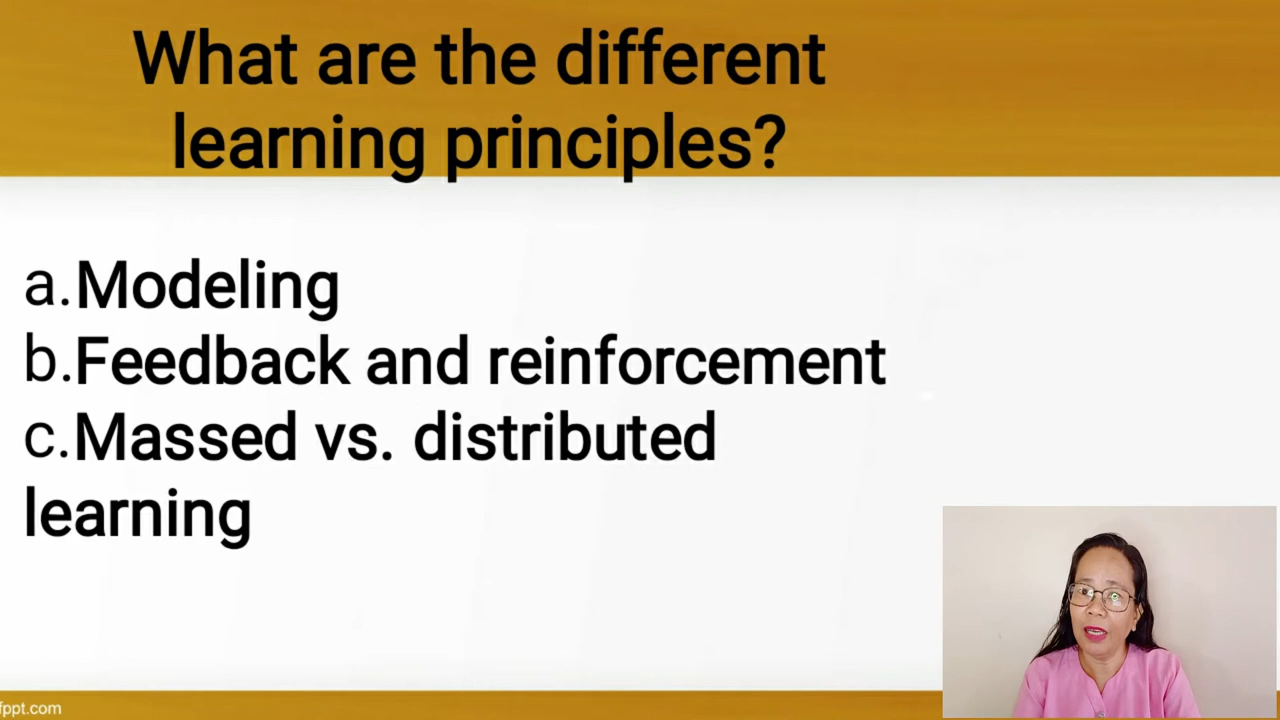 What are the different
learning principles?
a.Modeling
b.Feedback and reinforcement
c.Massed vs. distributed
learning
fppt.com